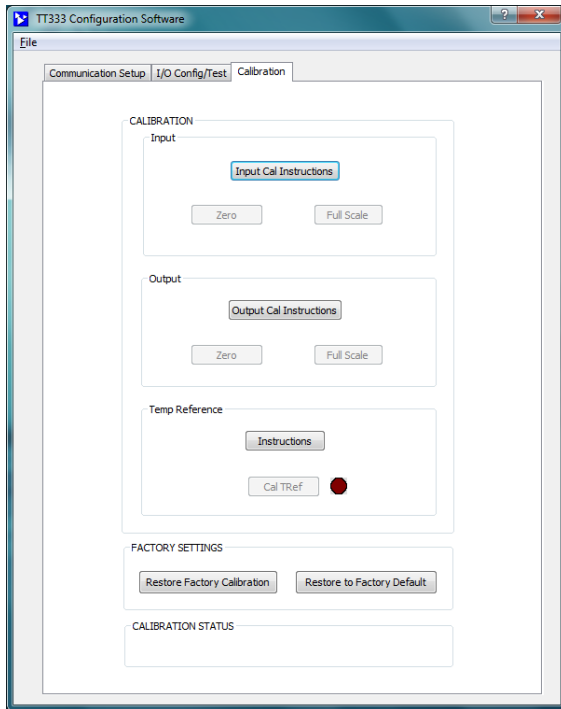 TT333 Configuration Software
? x
File
Communication Setup I/O Config/Test Calibration
CALIBRATION
Input
Input Cal Instructions
Zero Full Scale
Output
Output Cal Instructions
Zero Full Scale
Temp Reference
Instructions
Cal TRef
FACTORY SETTINGS
Restore Factory Calibration Restore to Factory Default
CALIBRATION STATUS